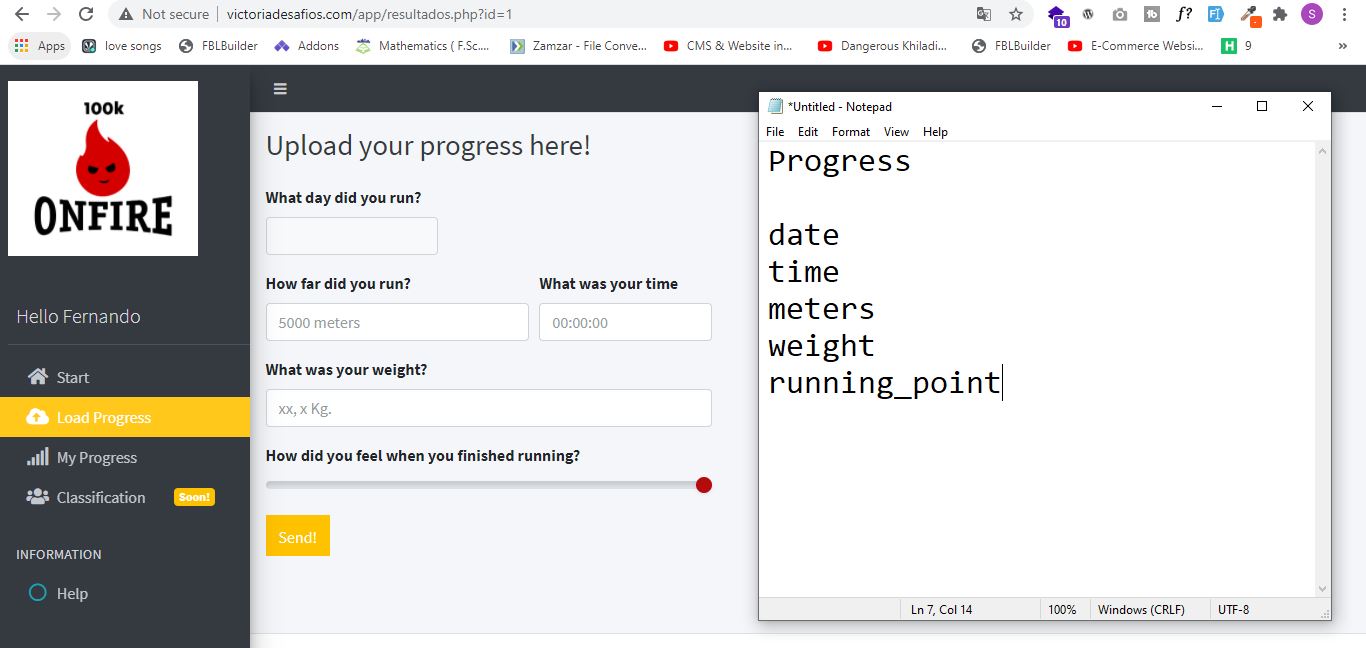 Not secure | victoriadesafios.com/app/resultados.php?id=1
10
f?
S
Apps
love songs
FBLBuilder
Addons
Mathematics ( F.Sc....
Zamzar - File Conve...
CMS & Website in...
Dangerous Khiladi...
FBLBuilder
E-Commerce Websi...
H 9
»
100k
ONFIRE
Hello Fernando
Start
Load Progress
My Progress
Classification Soon!
INFORMATION
Help
Upload your progress here!
What day did you run?
How far did you run?
What was your time
5000 meters
00:00:00
What was your weight?
xx, x Kg.
How did you feel when you finished running?
Send!
*Untitled - Notepad
File Edit Format View Help
Progress
date
time
meters
weight
running_point
Ln 7, Col 14
100%
Windows (CRLF)
UTF-8